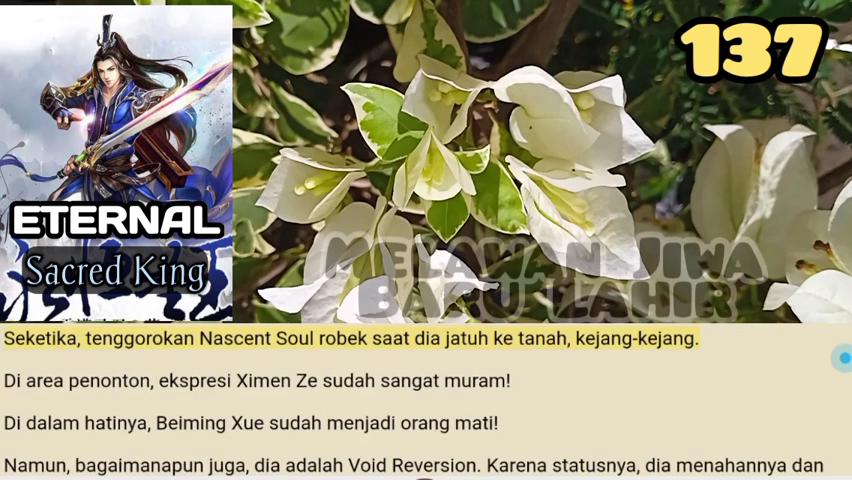 137
ETERNAL
Sacred King
Melawan Jiwa
Baru Lahir
Seketika, tenggorokan Nascent Soul robek saat dia jatuh ke tanah, kejang-kejang.
Di area penonton, ekspresi Ximen Ze sudah sangat muram!
Di dalam hatinya, Beiming Xue sudah menjadi orang mati!
Namun, bagaimanapun juga, dia adalah Void Reversion. Karena statusnya, dia menahannya dan